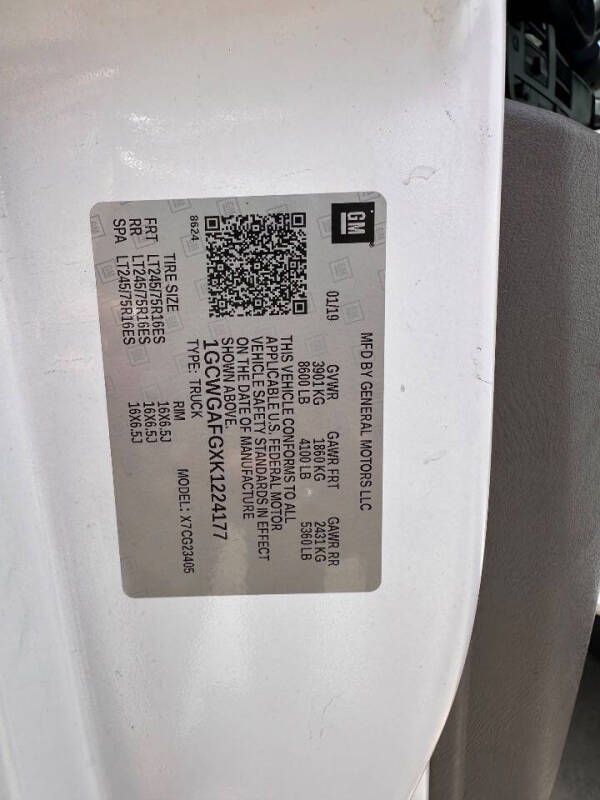 GM
MFD BY GENERAL MOTORS LLC
01/19
GVWR GAWR FRT GAWR RR
3901 KG 1860 KG 2431 KG
8600 LB 4100 LB 5360 LB
THIS VEHICLE CONFORMS TO ALL
APPLICABLE U.S. FEDERAL MOTOR
VEHICLE SAFETY STANDARDS IN EFFECT
ON THE DATE OF MANUFACTURE
SHOWN ABOVE.
1GCWGAFGXK1224177
8624
TYPE: TRUCK MODEL: X7CG23405
TIRE SIZE RIM
FRT LT245/75R16ES 16X6.5J
RR LT245/75R16ES 16X6.5J
SPA LT245/75R16ES 16X6.5J